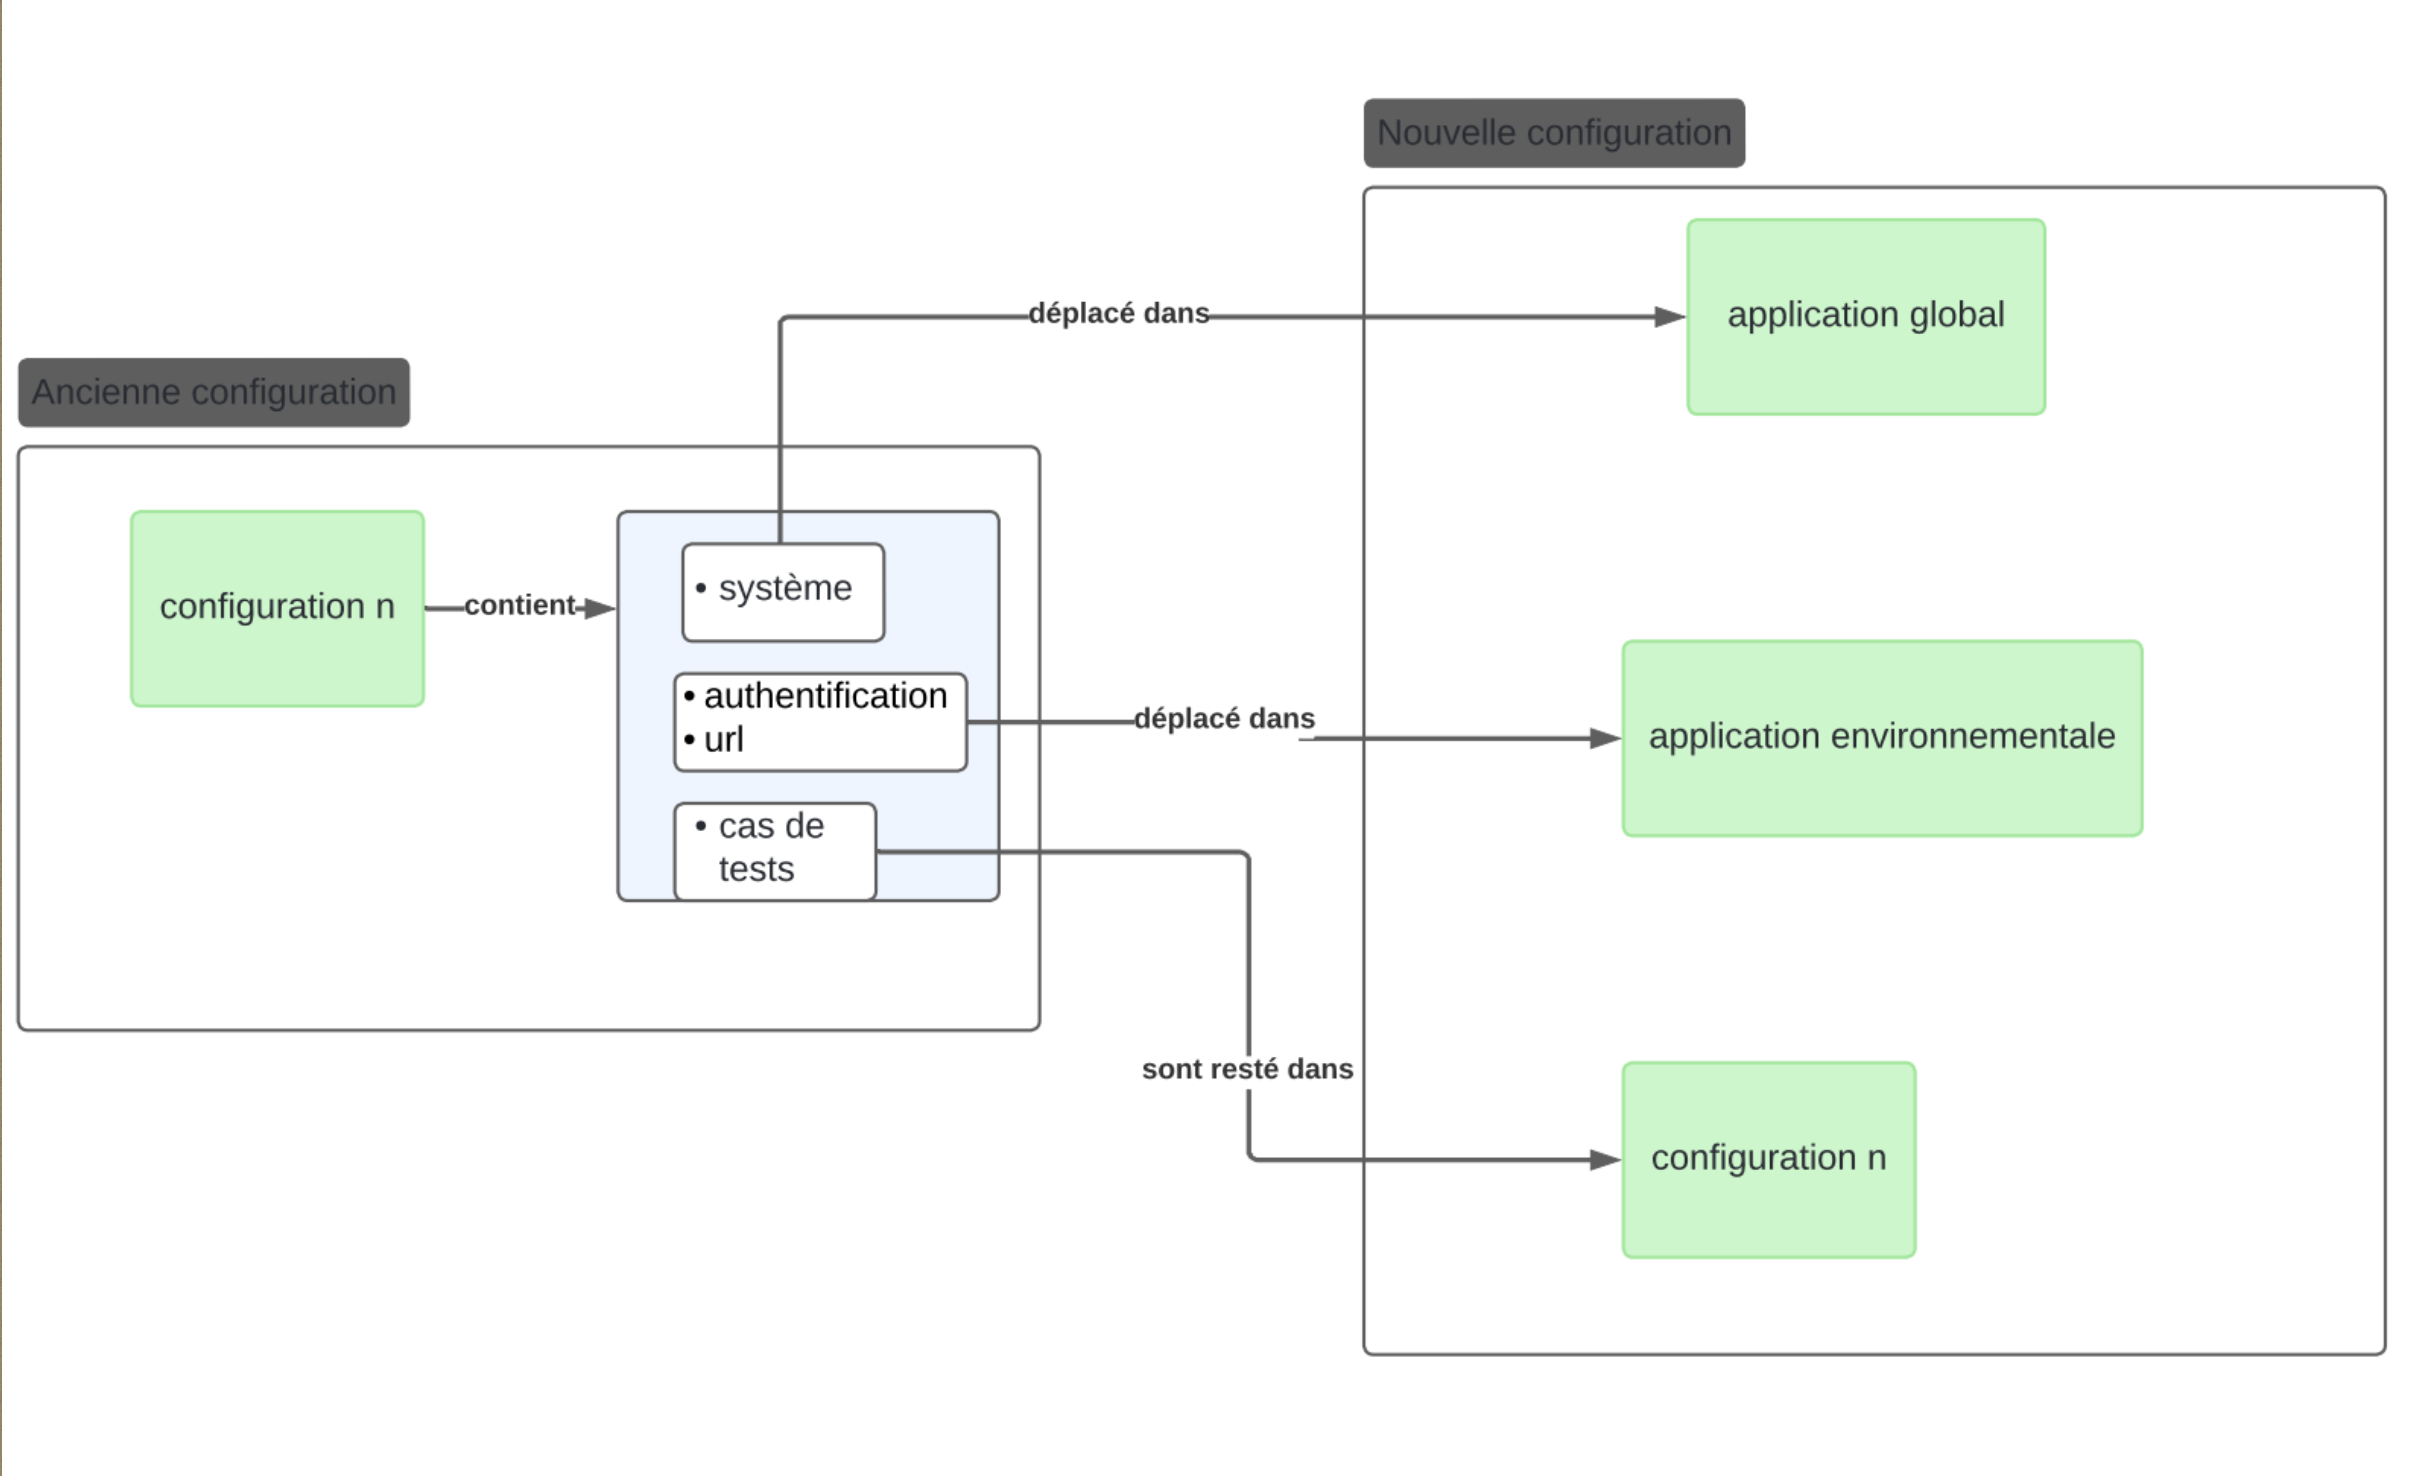 Nouvelle configuration
application global
déplacé dans
Ancienne configuration
configuration n
contient
• système
• authentification
• url
déplacé dans
application environnementale
• cas de
tests
sont resté dans
configuration n